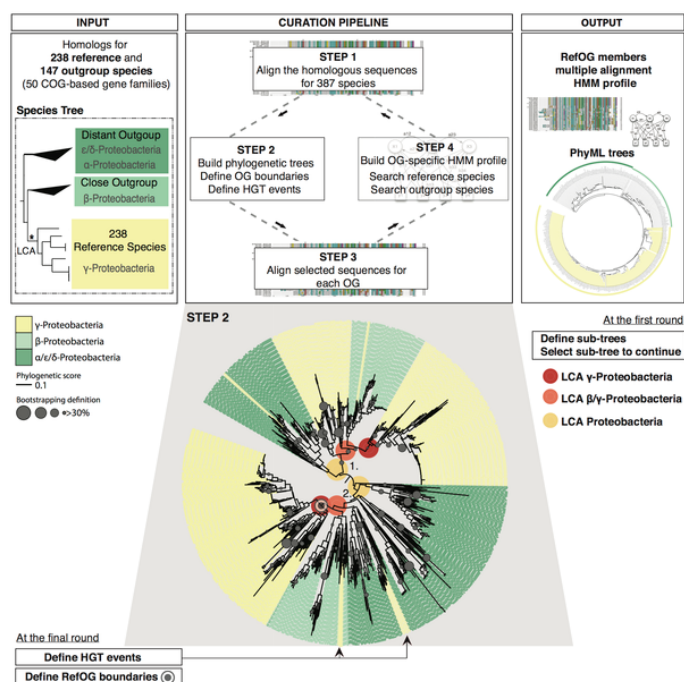 INPUT
Homologs for
238 reference and
147 outgroup species
(50 COG-based gene families)
Species Tree
Distant Outgoup
ε/δ-Proteobacteria
α-Proteobacteria
Close Outgroup
β-Proteobacteria
*
LCA
238
Reference Species
γ-Proteobacteria
CURATION PIPELINE
STEP 1
Align the homologous sequences
for 387 species
STEP 2
Build phylogenetic trees
Define OG boundaries
Define HGT events
STEP 4
Build OG-specific HMM profile
Search reference species
Search outgroup species
STEP 3
Align selected sequences for
each OG
OUTPUT
RefOG members
multiple alignment
HMM profile
PhyML trees
γ-Proteobacteria
β-Proteobacteria
α/ε/δ-Proteobacteria
Phylogenetic score
0.1
Bootstrapping definition
>30%
STEP 2
1.
2.
At the first round
Define sub-trees
Select sub-tree to continue
LCA γ-Proteobacteria
LCA β/γ-Proteobacteria
LCA Proteobacteria
At the final round
Define HGT events
Define RefOG boundaries